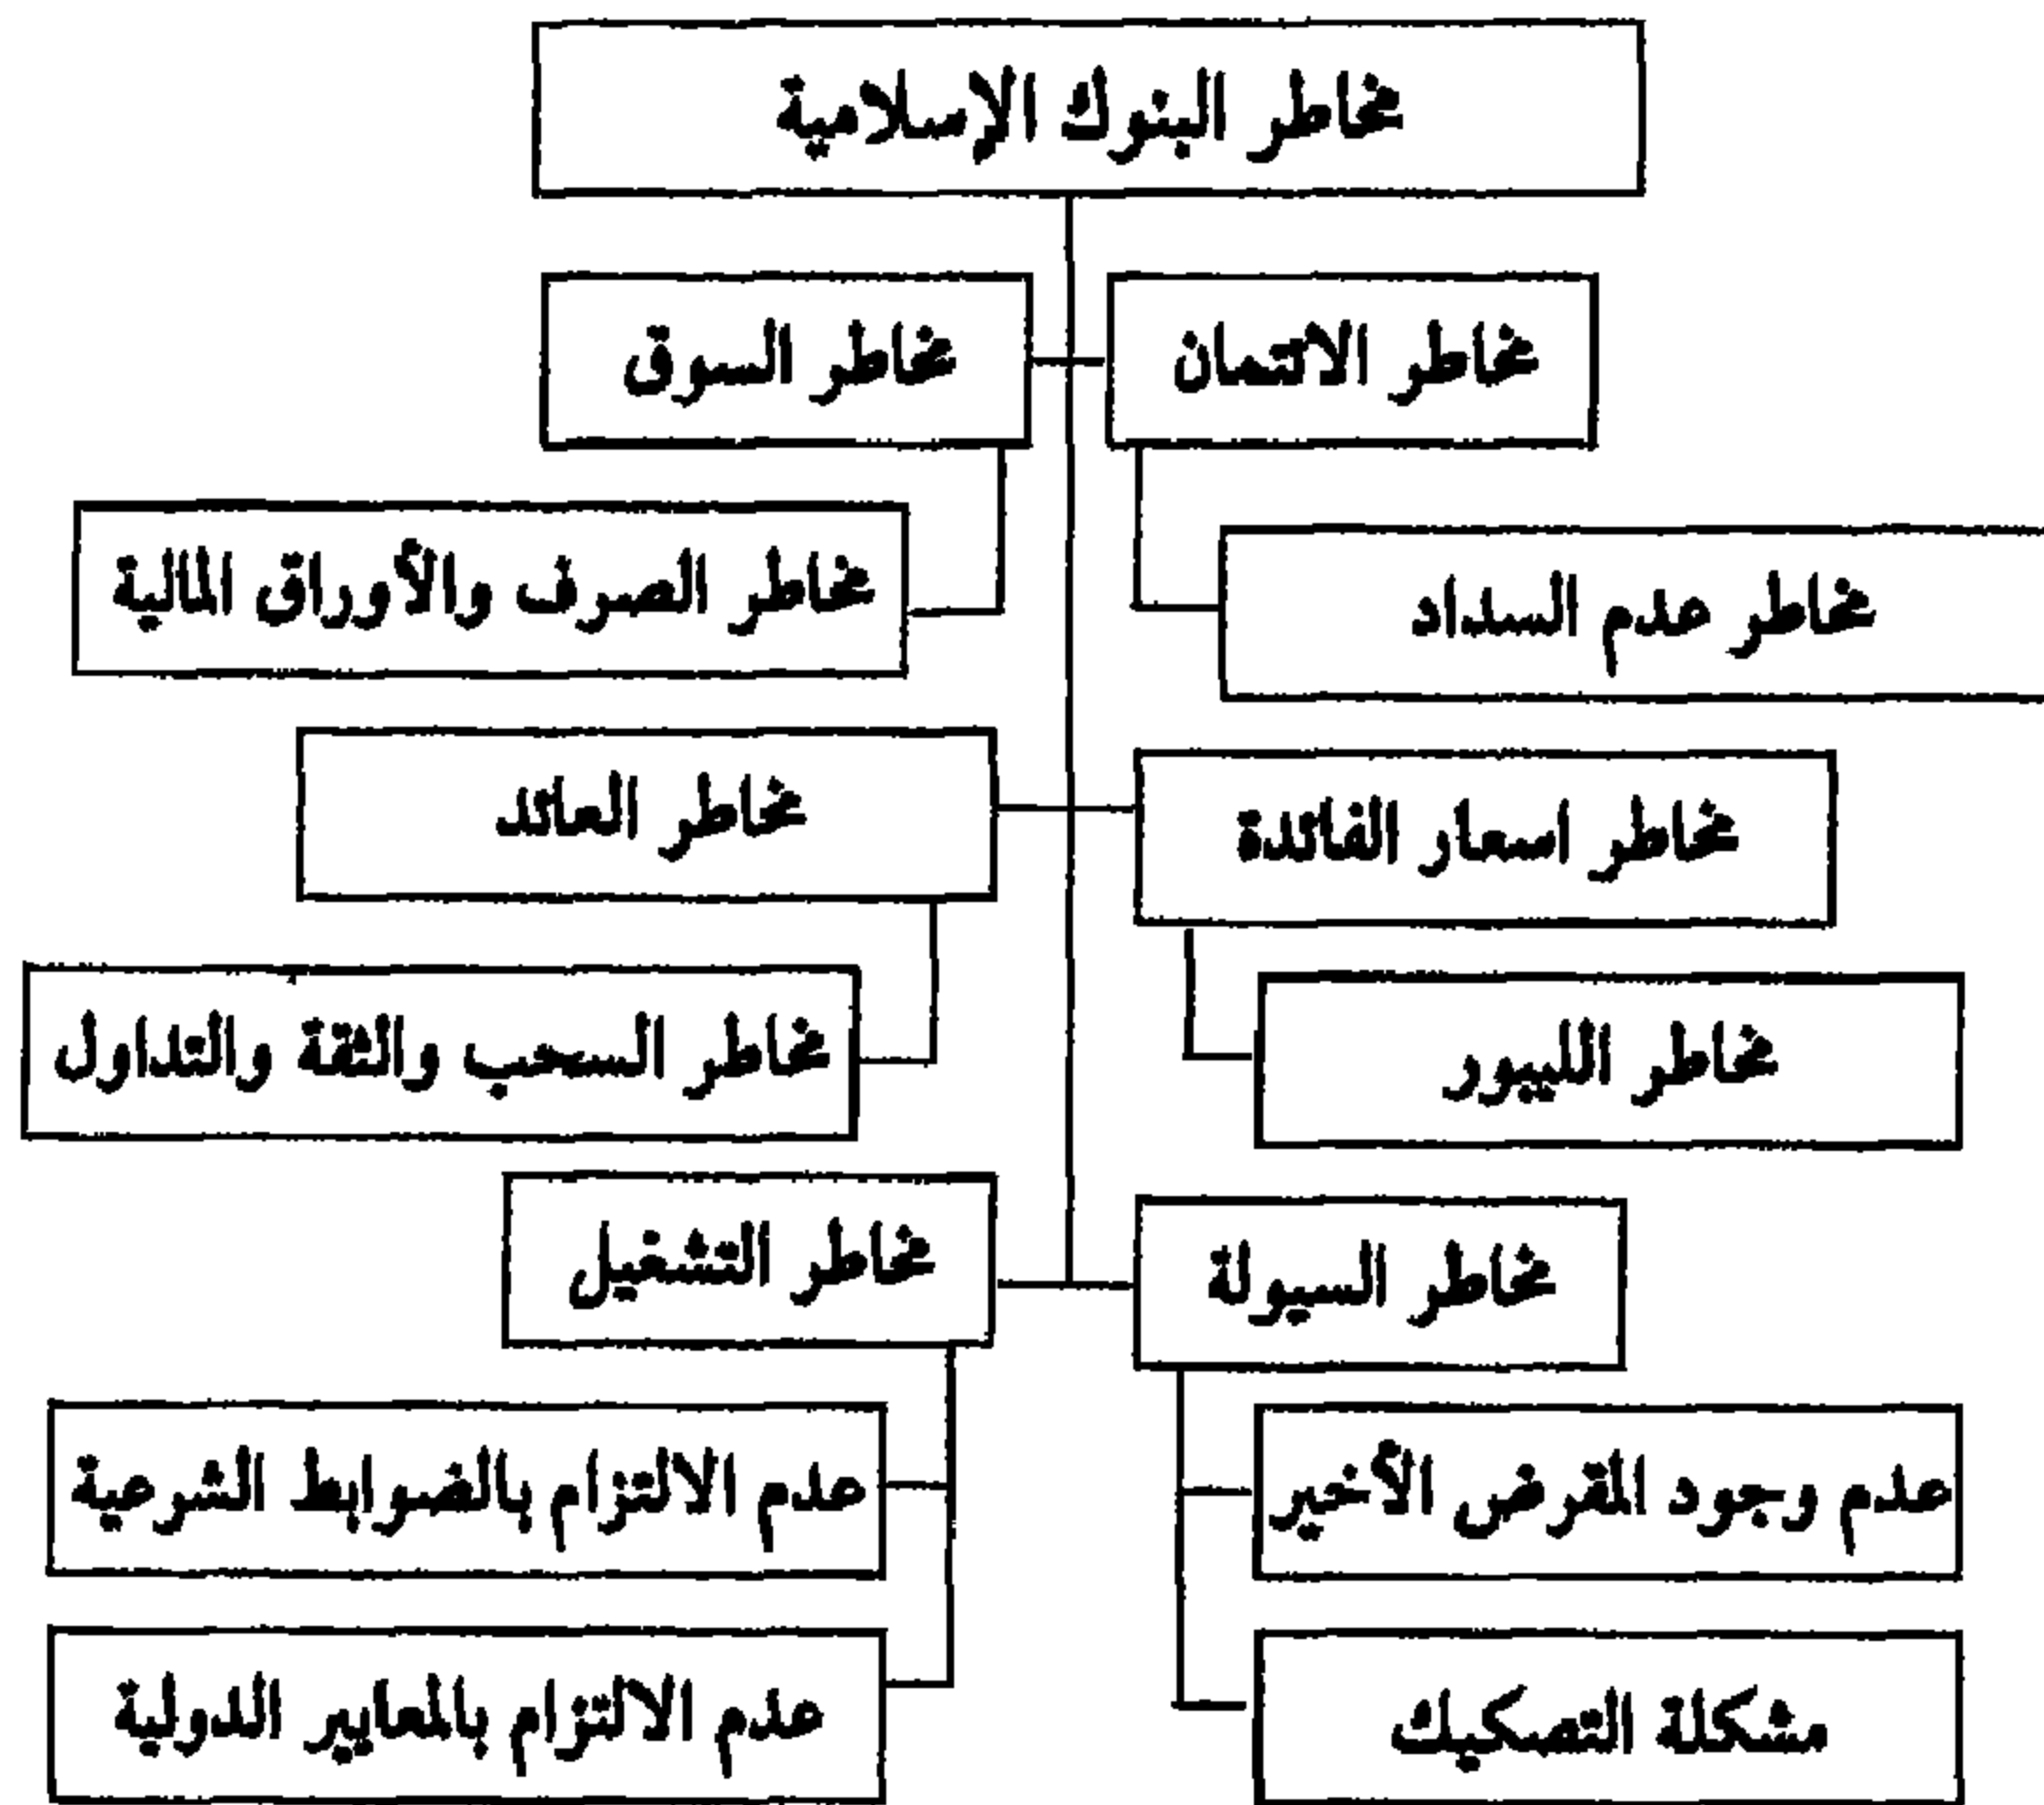 مخاطر البنوك الإسلامية
مخاطر الائتمان
مخاطر السوق
مخاطر عدم السداد
مخاطر الصرف والأوراق المالية
مخاطر اسعار الفائدة
مخاطر العائد
مخاطر الليبور
مخاطر السحب والثقة والتداول
مخاطر السيولة
مخاطر التشغيل
عدم وجود المقرض الأخير
عدم الالتزام بالضوابط الشرعية
مشكلة التصكيك
عدم الالتزام بالمعايير الدولية